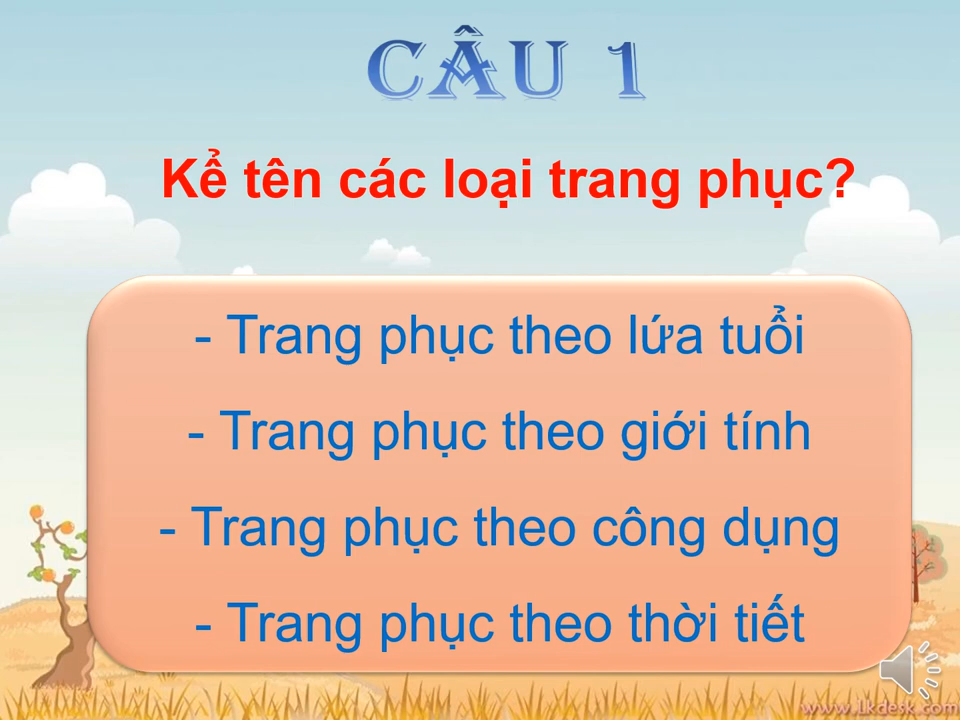 CÂU 1
Kể tên các loại trang phục?
- Trang phục theo lứa tuổi
- Trang phục theo giới tính
- Trang phục theo công dụng
- Trang phục theo thời tiết
www.1kdesk.com